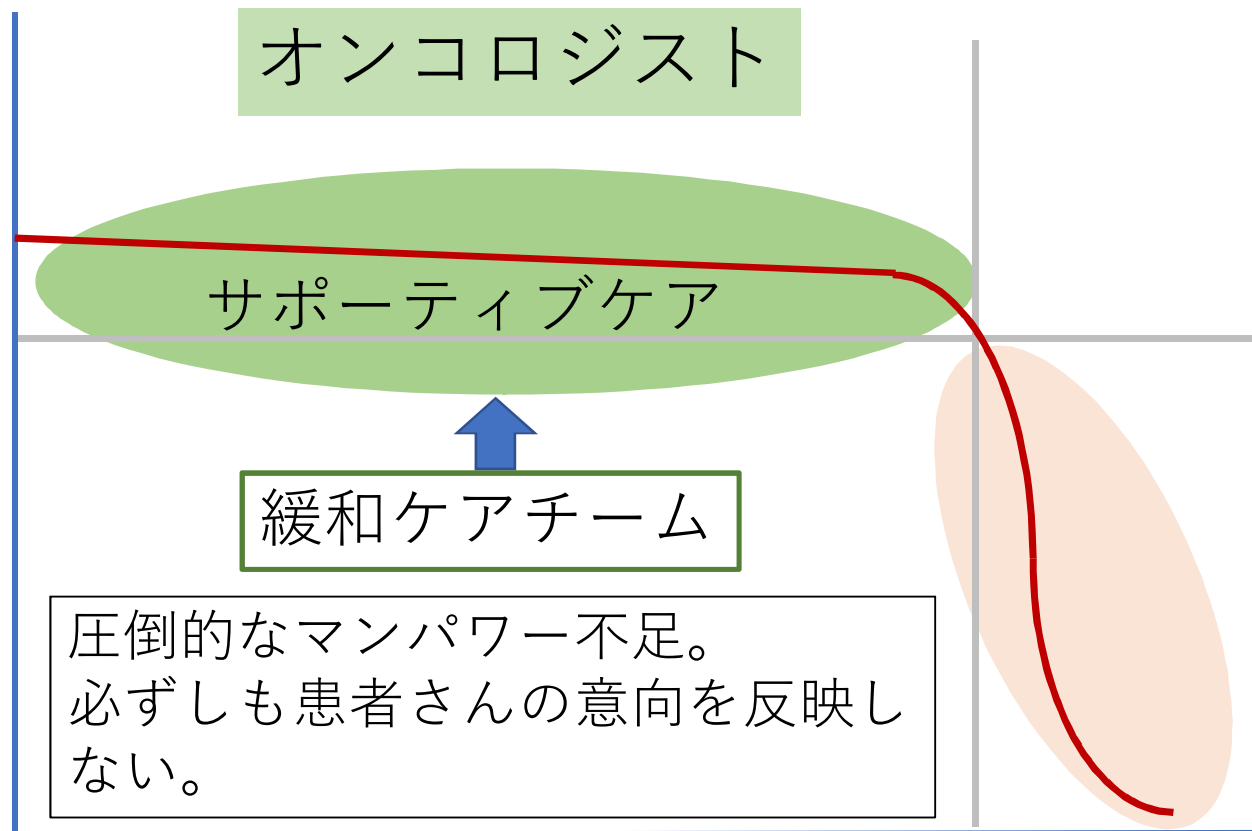 オンコロジスト
サポーティブケア
緩和ケアチーム
圧倒的なマンパワー不足。
必ずしも患者さんの意向を反映し
ない。